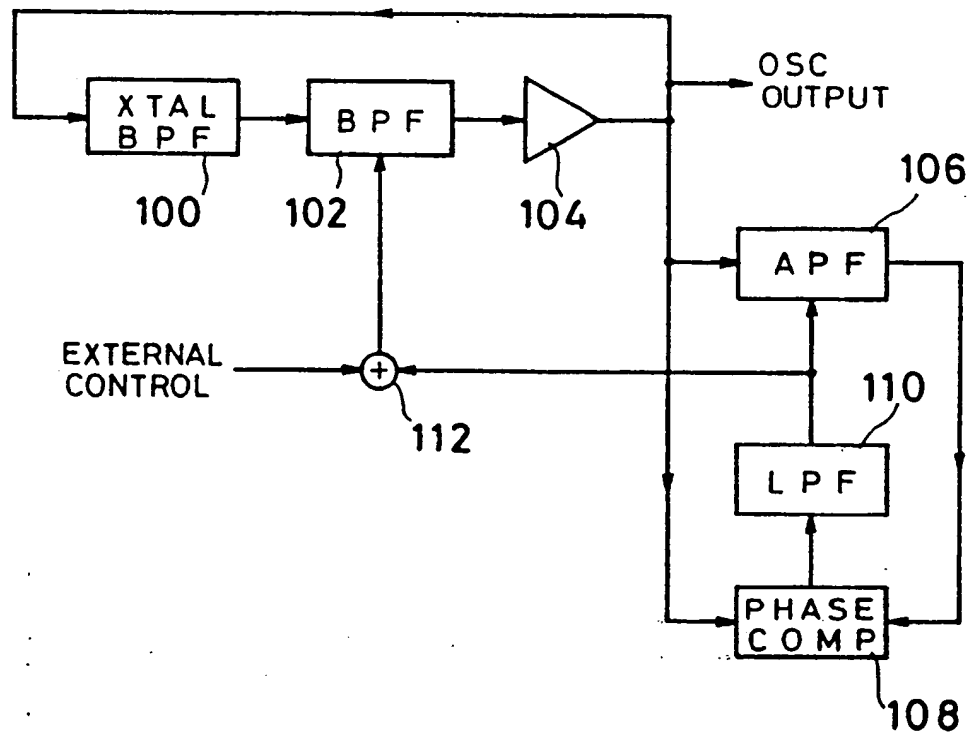 OSC
OUTPUT
XTAL
BPF
BPF
100
102
104
106
APF
EXTERNAL
CONTROL
+
112
110
LPF
PHASE
COMP
108